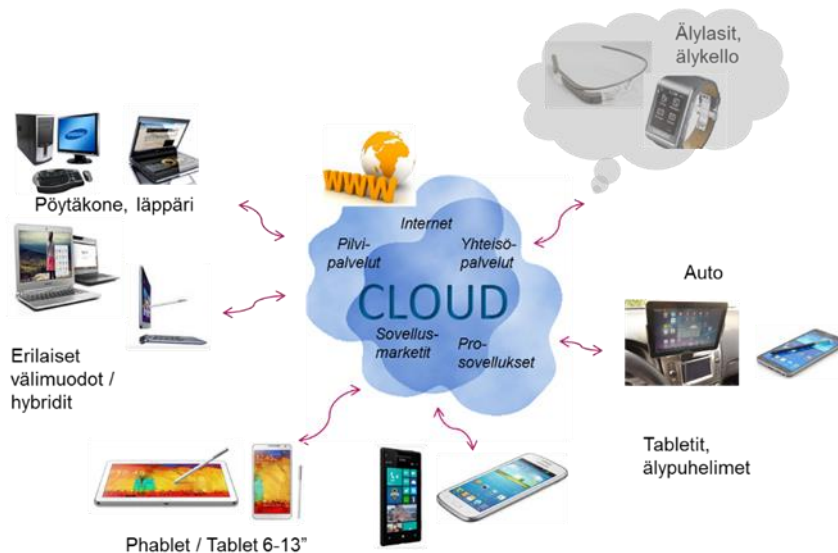 Älylasit,
älykello
WWW
Pöytäkone, läppäri
Internet
Pilvi-
palvelut
Yhteisö-
palvelut
CLOUD
Sovellus-
marketit
Pro-
sovellukset
Auto
Erilaiset
välimuodot /
hybridit
Tabletit,
älypuhelimet
Phablet / Tablet 6-13”